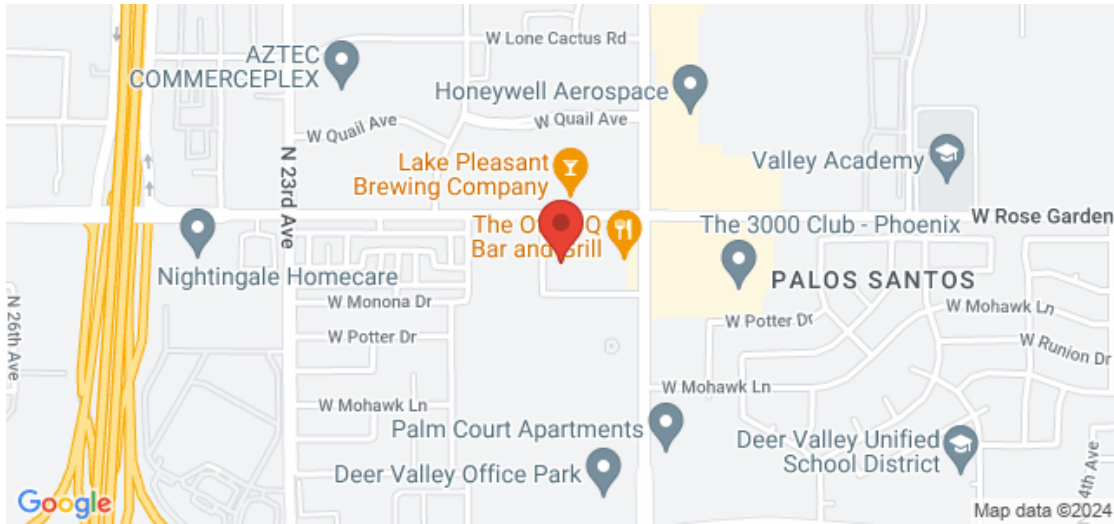 W Lone Cactus Rd
AZTEC
COMMERCEPLEX
Honeywell Aerospace
W Quail Ave
W Quail Ave
N 23rd Ave
Lake Pleasant
Brewing Company
Valley Academy
W Rose Garden
The O
Q
Bar and Grill
The 3000 Club - Phoenix
Nightingale Homecare
PALOS SANTOS
N 26th Ave
W Monona Dr
W Mohawk Ln
W Potter Dr
W Potter Dr
W Runion Dr
W Mohawk Ln
W Mohawk Ln
Palm Court Apartments
Deer Valley Unified
School District
Deer Valley Office Park
4th Ave
Google
Map data ©2024